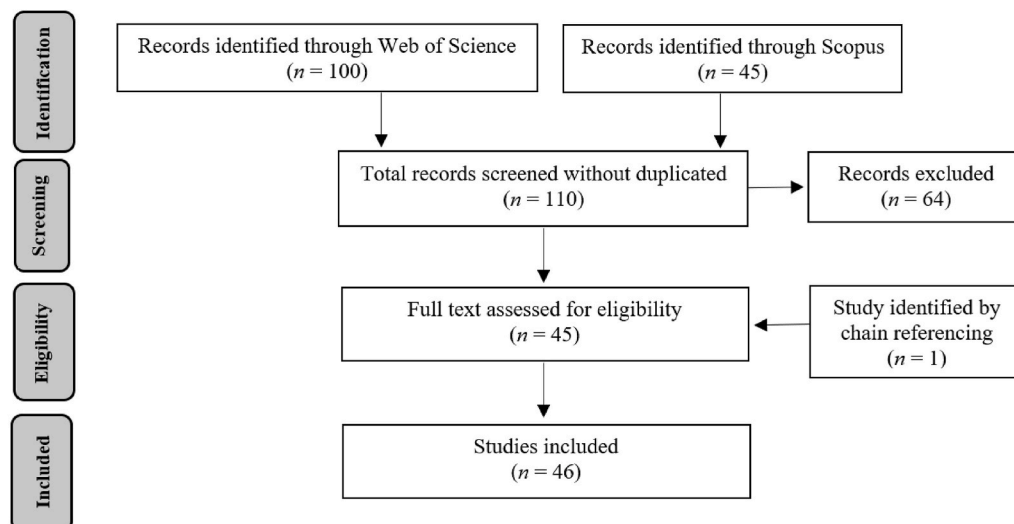 Identification
Records identified through Web of Science
(n = 100)
Records identified through Scopus
(n = 45)
Screening
Total records screened without duplicated
(n = 110)
Records excluded
(n = 64)
Eligibility
Full text assessed for eligibility
(n = 45)
Study identified by
chain referencing
(n = 1)
Included
Studies included
(n = 46)